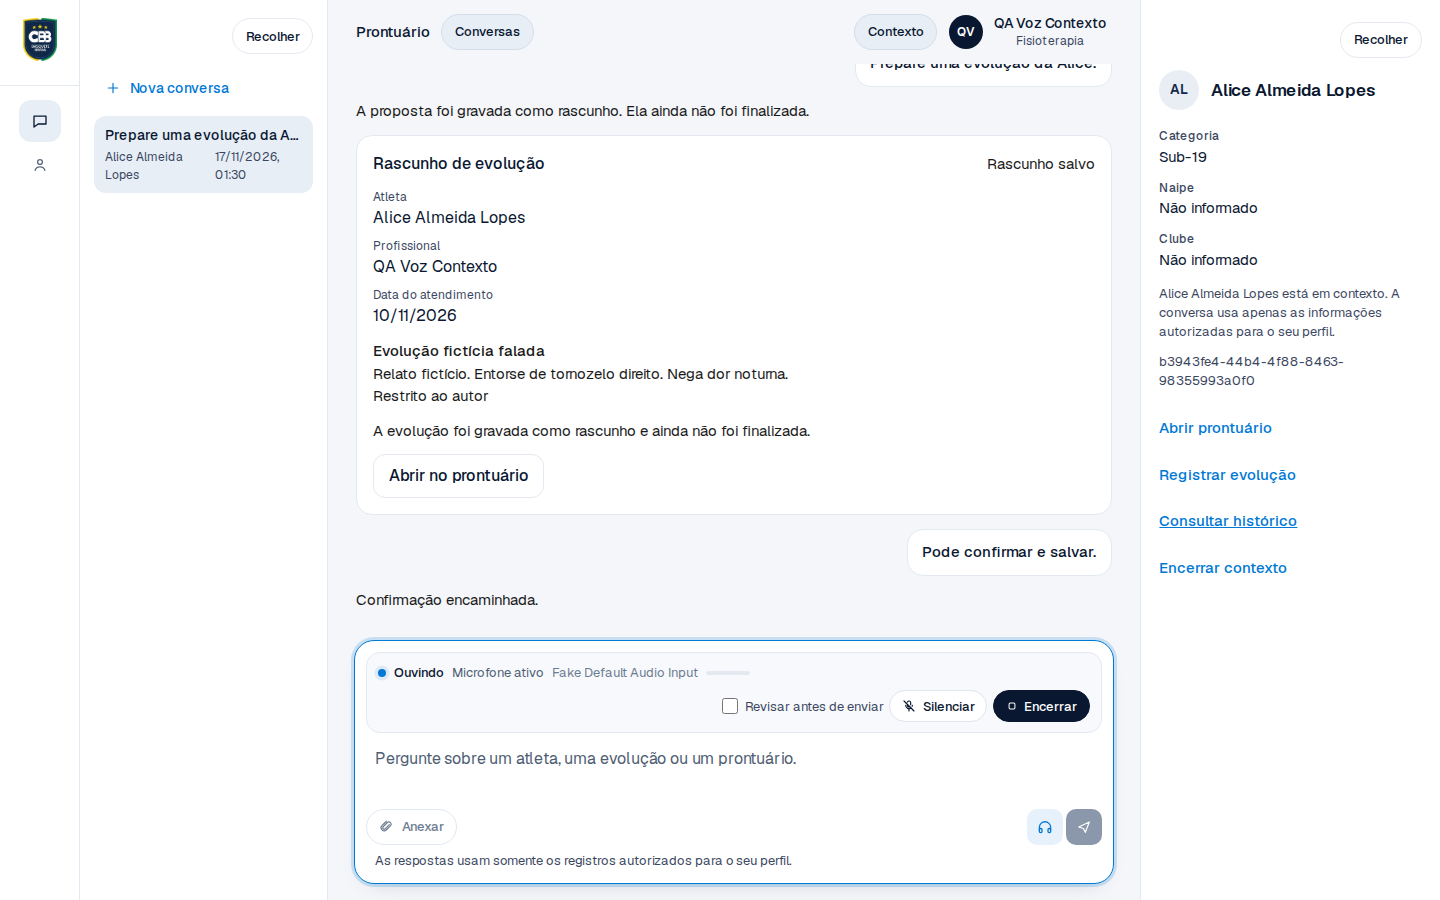 CBB
Recolher
Nova conversa
Prepare uma evolução da A...
Alice Almeida Lopes
17/11/2026, 01:30
Prontuário
Conversas
Contexto
QV
QA Voz Contexto
Fisioterapia
Prepare uma evolução da Alice.
A proposta foi gravada como rascunho. Ela ainda não foi finalizada.
Rascunho de evolução
Rascunho salvo
Atleta
Alice Almeida Lopes
Profissional
QA Voz Contexto
Data do atendimento
10/11/2026
Evolução fictícia falada
Relato fictício. Entorse de tornozelo direito. Nega dor noturna.
Restrito ao autor
A evolução foi gravada como rascunho e ainda não foi finalizada.
Abrir no prontuário
Pode confirmar e salvar.
Confirmação encaminhada.
Ouvindo Microfone ativo Fake Default Audio Input
Revisar antes de enviar
Silenciar
Encerrar
Pergunte sobre um atleta, uma evolução ou um prontuário.
Anexar
As respostas usam somente os registros autorizados para o seu perfil.
Recolher
AL
Alice Almeida Lopes
Categoria
Sub-19
Naipe
Não informado
Clube
Não informado
Alice Almeida Lopes está em contexto. A
conversa usa apenas as informações
autorizadas para o seu perfil.
b3943fe4-44b4-4f88-8463-
98355993a0f0
Abrir prontuário
Registrar evolução
Consultar histórico
Encerrar contexto